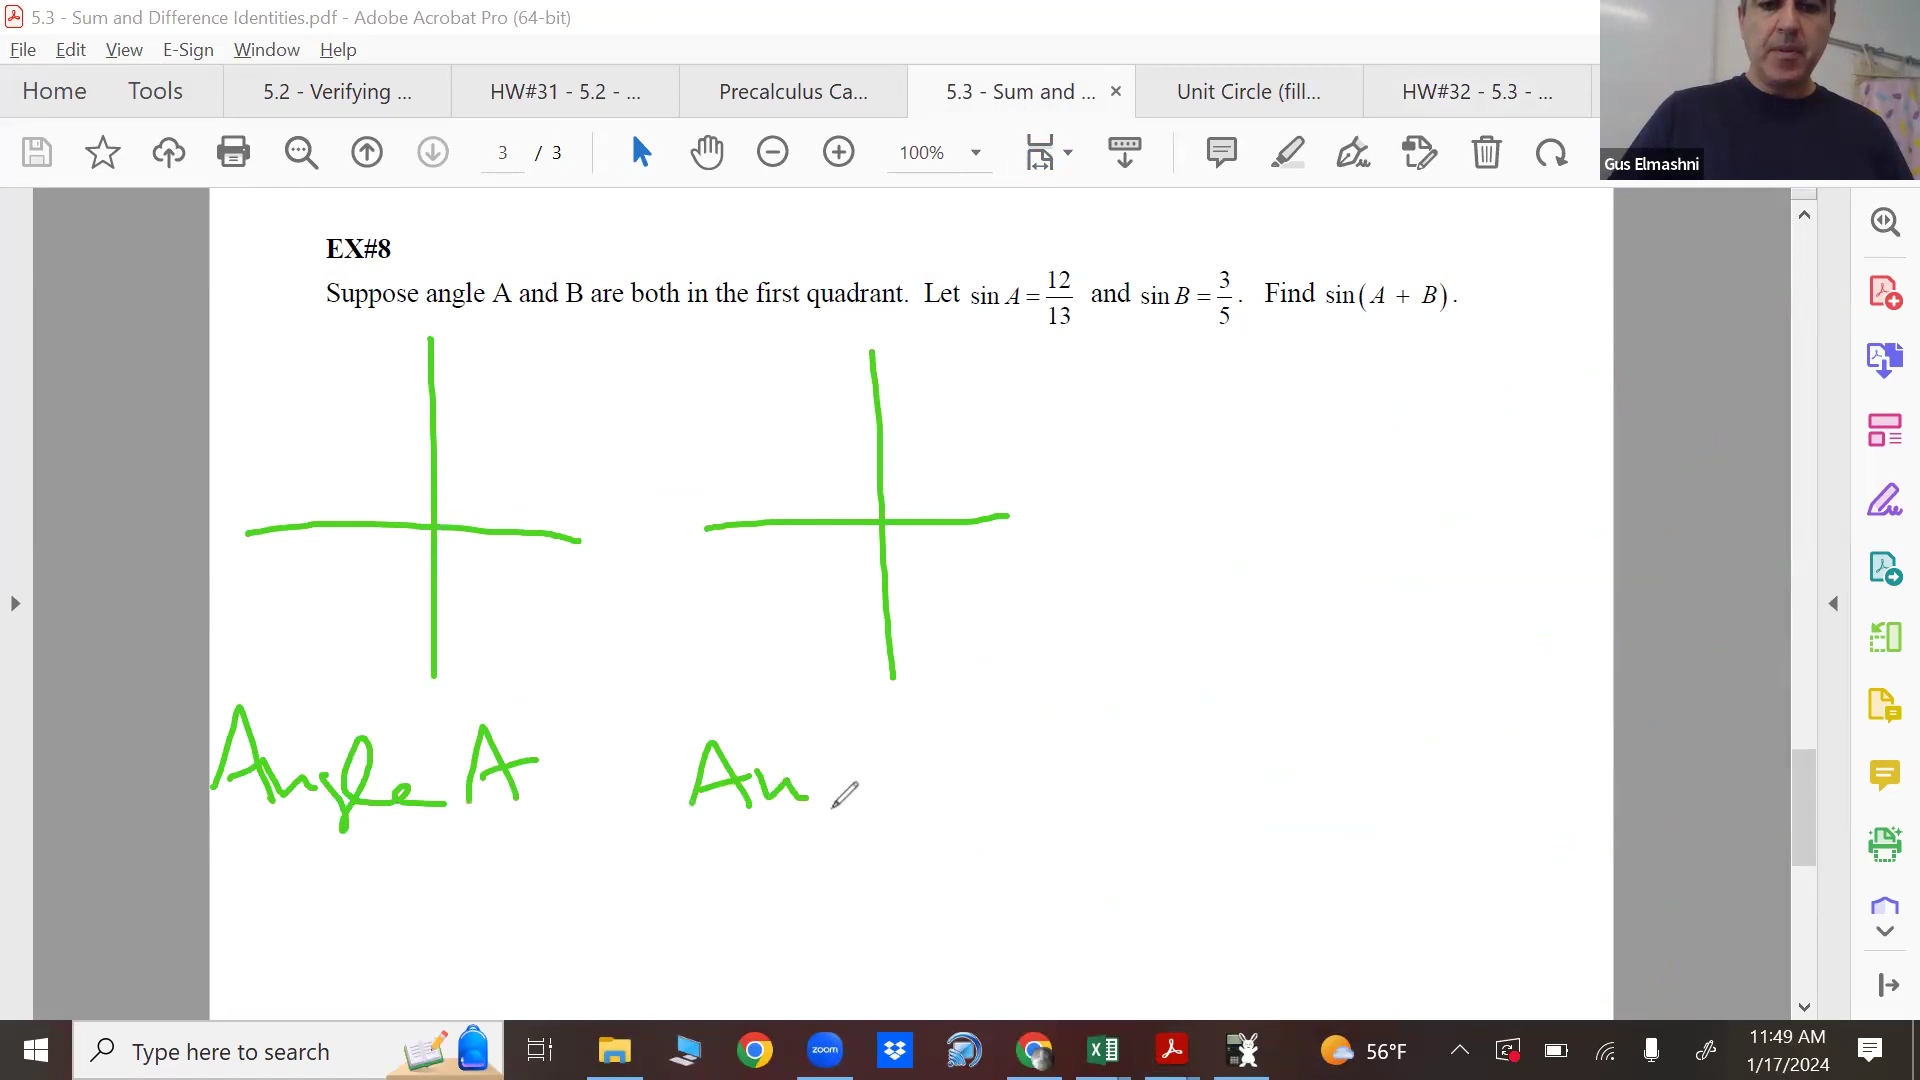 5.3 - Sum and Difference Identities.pdf - Adobe Acrobat Pro (64-bit)
File Edit View E-Sign Window Help
Home Tools 5.2 - Verifying ... HW#31 - 5.2 - ... Precalculus Ca... 5.3 - Sum and ... × Unit Circle (fill... HW#32 - 5.3 - ...
3 / 3 100%
Gus Elmashni
EX#8
Suppose angle A and B are both in the first quadrant. Let sin A = 12/13 and sin B = 3/5. Find sin(A + B).
Angle A An
Type here to search zoom 56°F 11:49 AM
1/17/2024